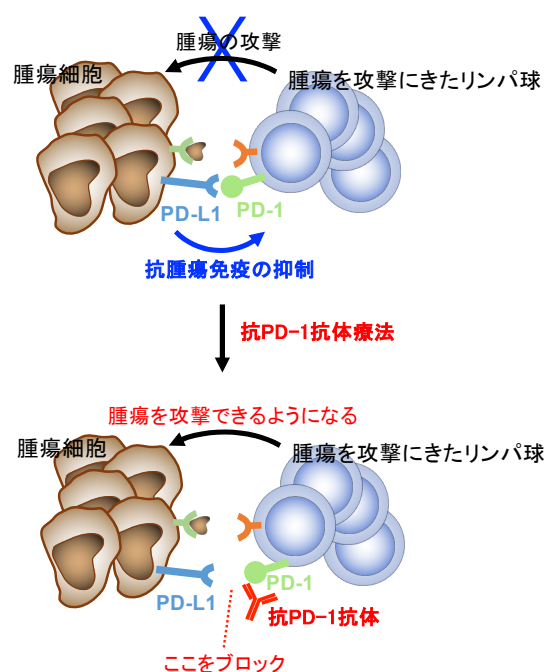 腫瘍の攻撃
腫瘍細胞
腫瘍を攻撃にきたリンパ球
PD-L1
PD-1
抗腫瘍免疫の抑制
抗PD-1抗体療法
腫瘍を攻撃できるようになる
腫瘍細胞
腫瘍を攻撃にきたリンパ球
PD-L1
PD-1
抗PD-1抗体
ここをブロック